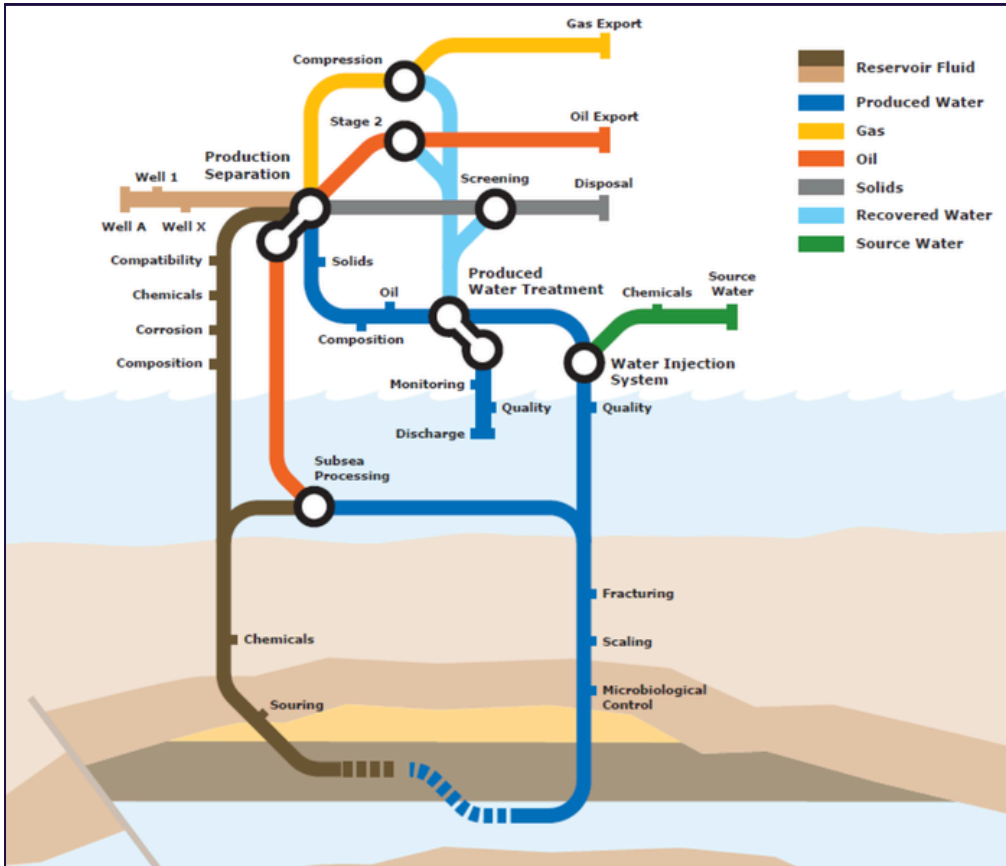 Gas Export
Compression
Reservoir Fluid
Produced Water
Gas
Oil
Solids
Recovered Water
Source Water
Stage 2
Oil Export
Production
Separation
Well 1
Screening
Disposal
Well A
Well X
Compatibility
Solids
Chemicals
Oil
Produced
Water Treatment
Chemicals
Source
Water
Corrosion
Composition
Composition
Water Injection
System
Monitoring
Quality
Quality
Discharge
Subsea
Processing
Fracturing
Chemicals
Scaling
Microbiological
Control
Souring